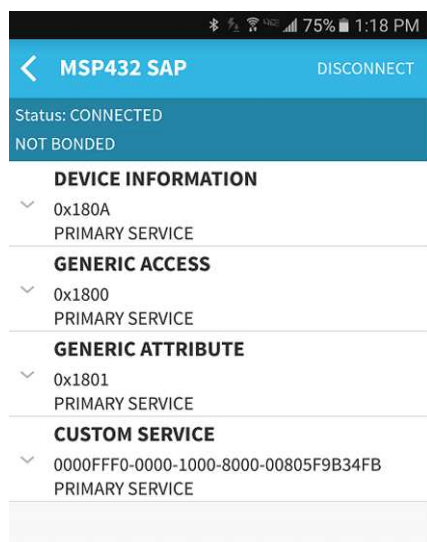 75% 1:18 PM
MSP432 SAP DISCONNECT
Status: CONNECTED
NOT BONDED
DEVICE INFORMATION
0x180A
PRIMARY SERVICE
GENERIC ACCESS
0x1800
PRIMARY SERVICE
GENERIC ATTRIBUTE
0x1801
PRIMARY SERVICE
CUSTOM SERVICE
0000FFF0-0000-1000-8000-00805F9B34FB
PRIMARY SERVICE